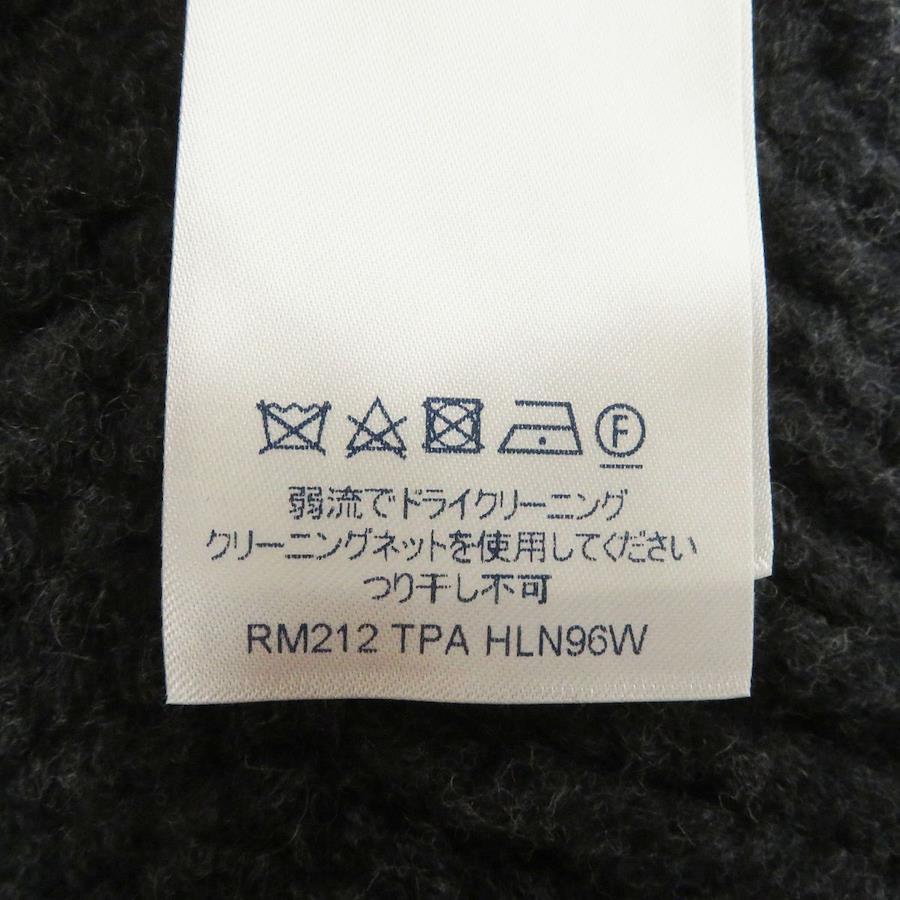 F
弱流でドライクリーニング
クリーニングネットを使用してください
つり干し不可
RM212 TPA HLN96W